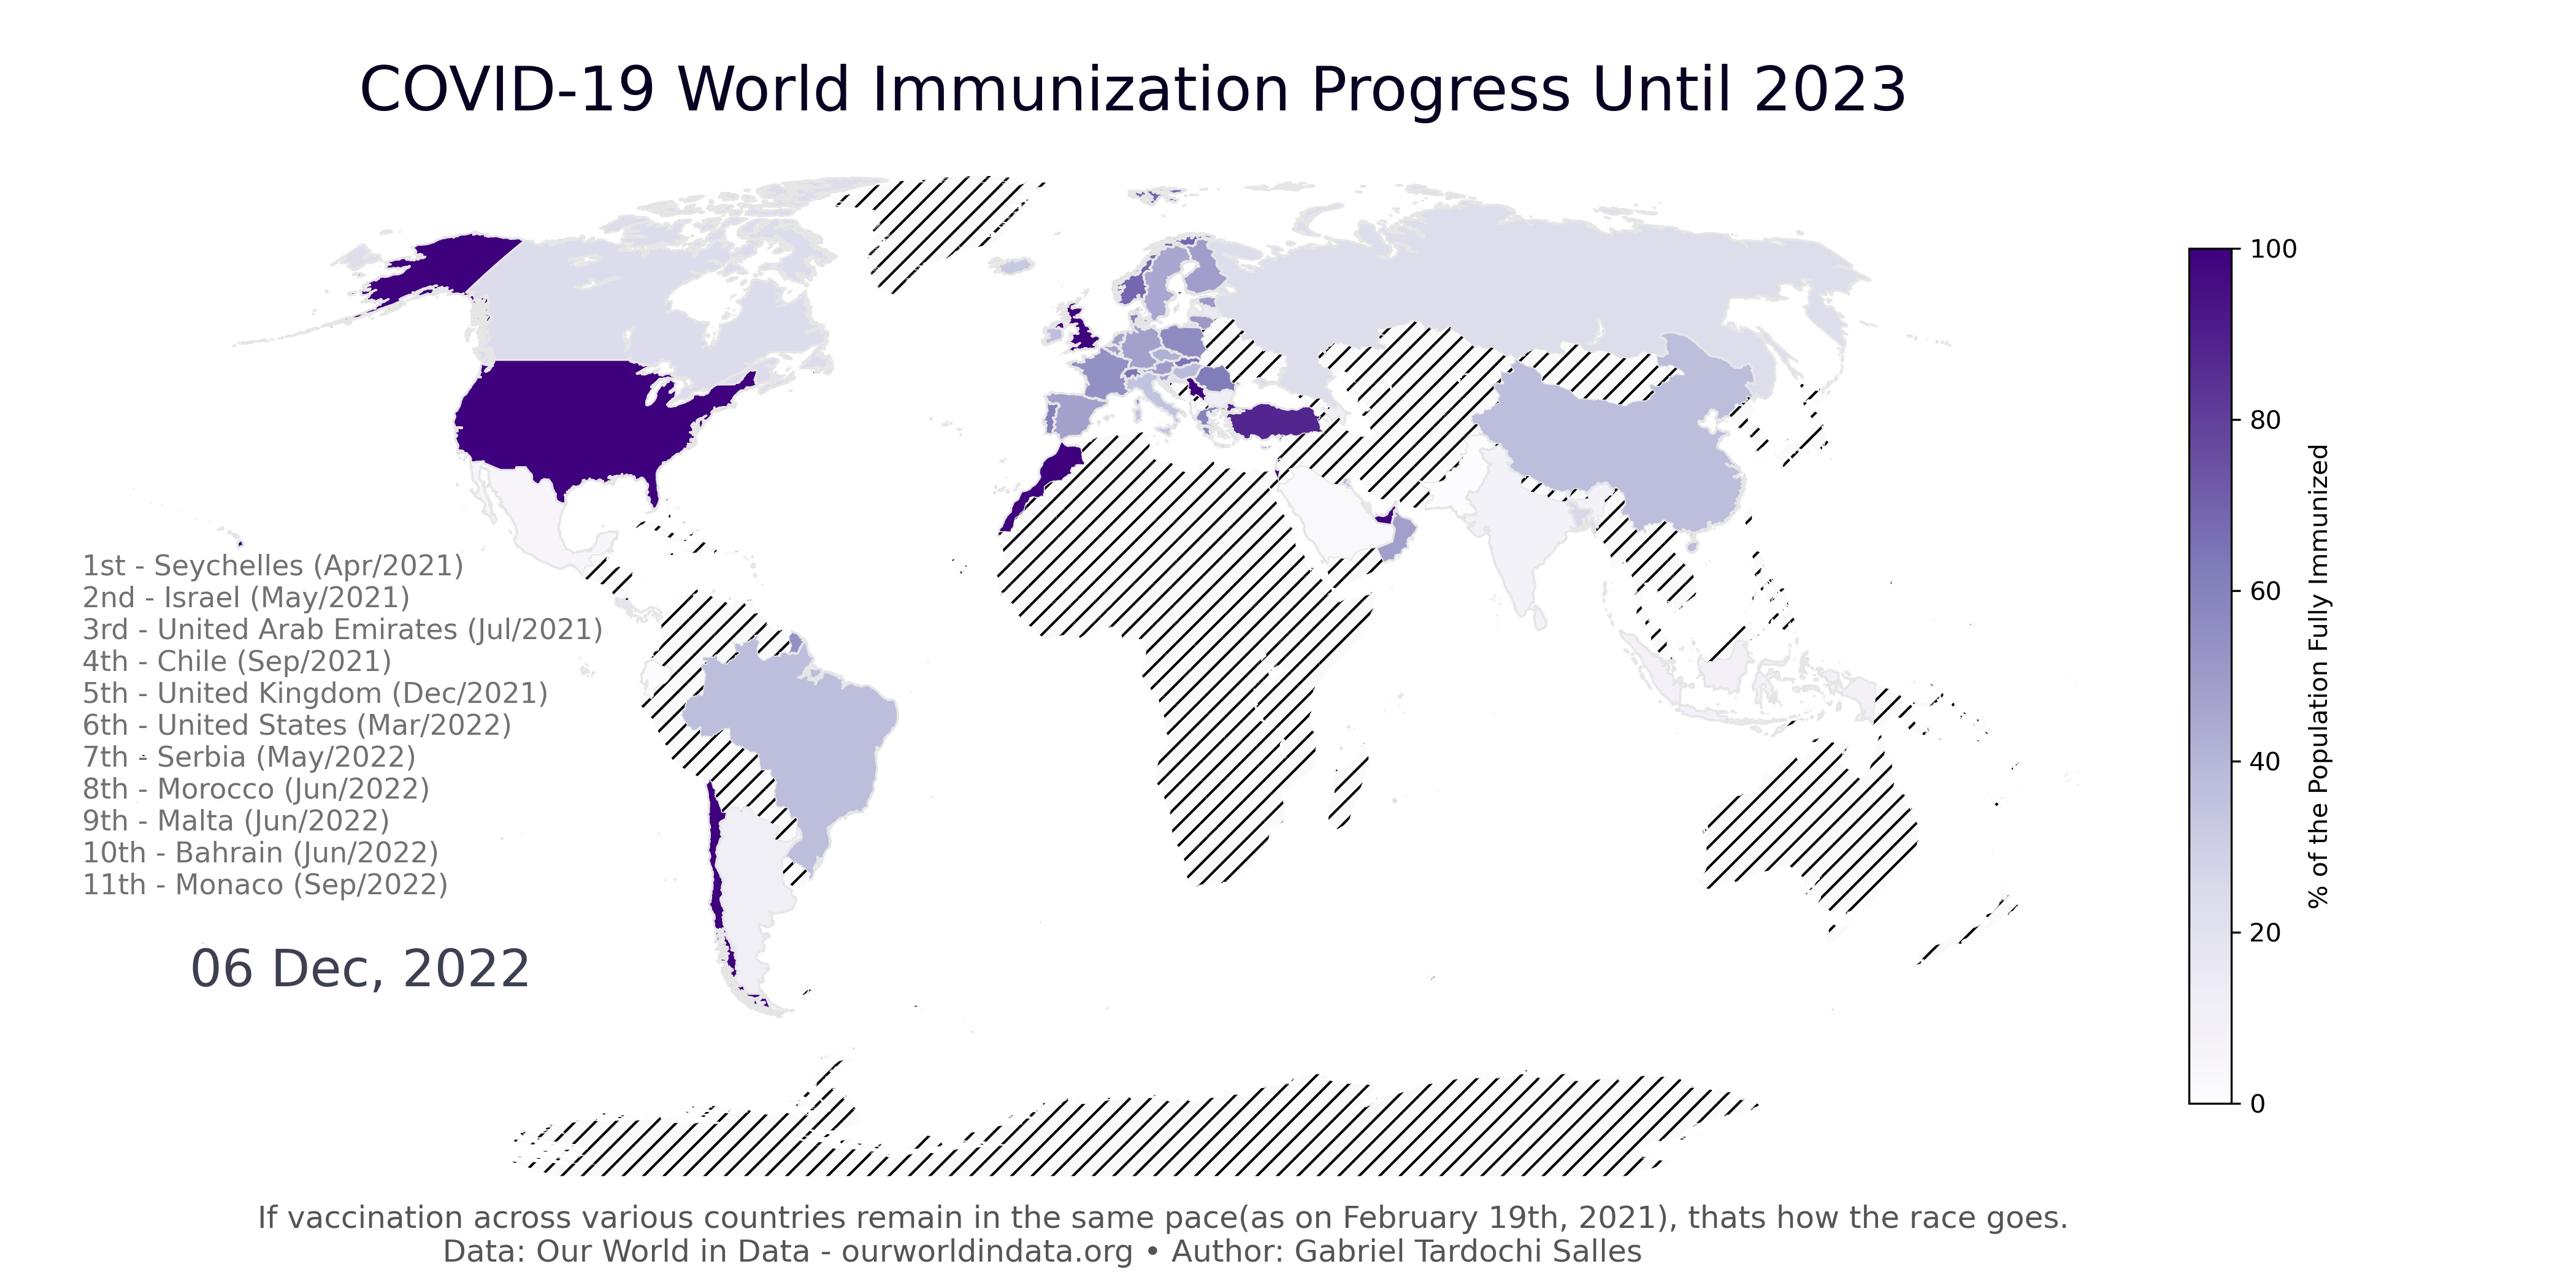 COVID-19 World Immunization Progress Until 2023
1st - Seychelles (Apr/2021)
2nd - Israel (May/2021)
3rd - United Arab Emirates (Jul/2021)
4th - Chile (Sep/2021)
5th - United Kingdom (Dec/2021)
6th - United States (Mar/2022)
7th - Serbia (May/2022)
8th - Morocco (Jun/2022)
9th - Malta (Jun/2022)
10th - Bahrain (Jun/2022)
11th - Monaco (Sep/2022)
06 Dec, 2022
100
80
60
40
20
0
% of the Population Fully Immunized
If vaccination across various countries remain in the same pace(as on February 19th, 2021), thats how the race goes.
Data: Our World in Data - ourworldindata.org • Author: Gabriel Tardochi Salles